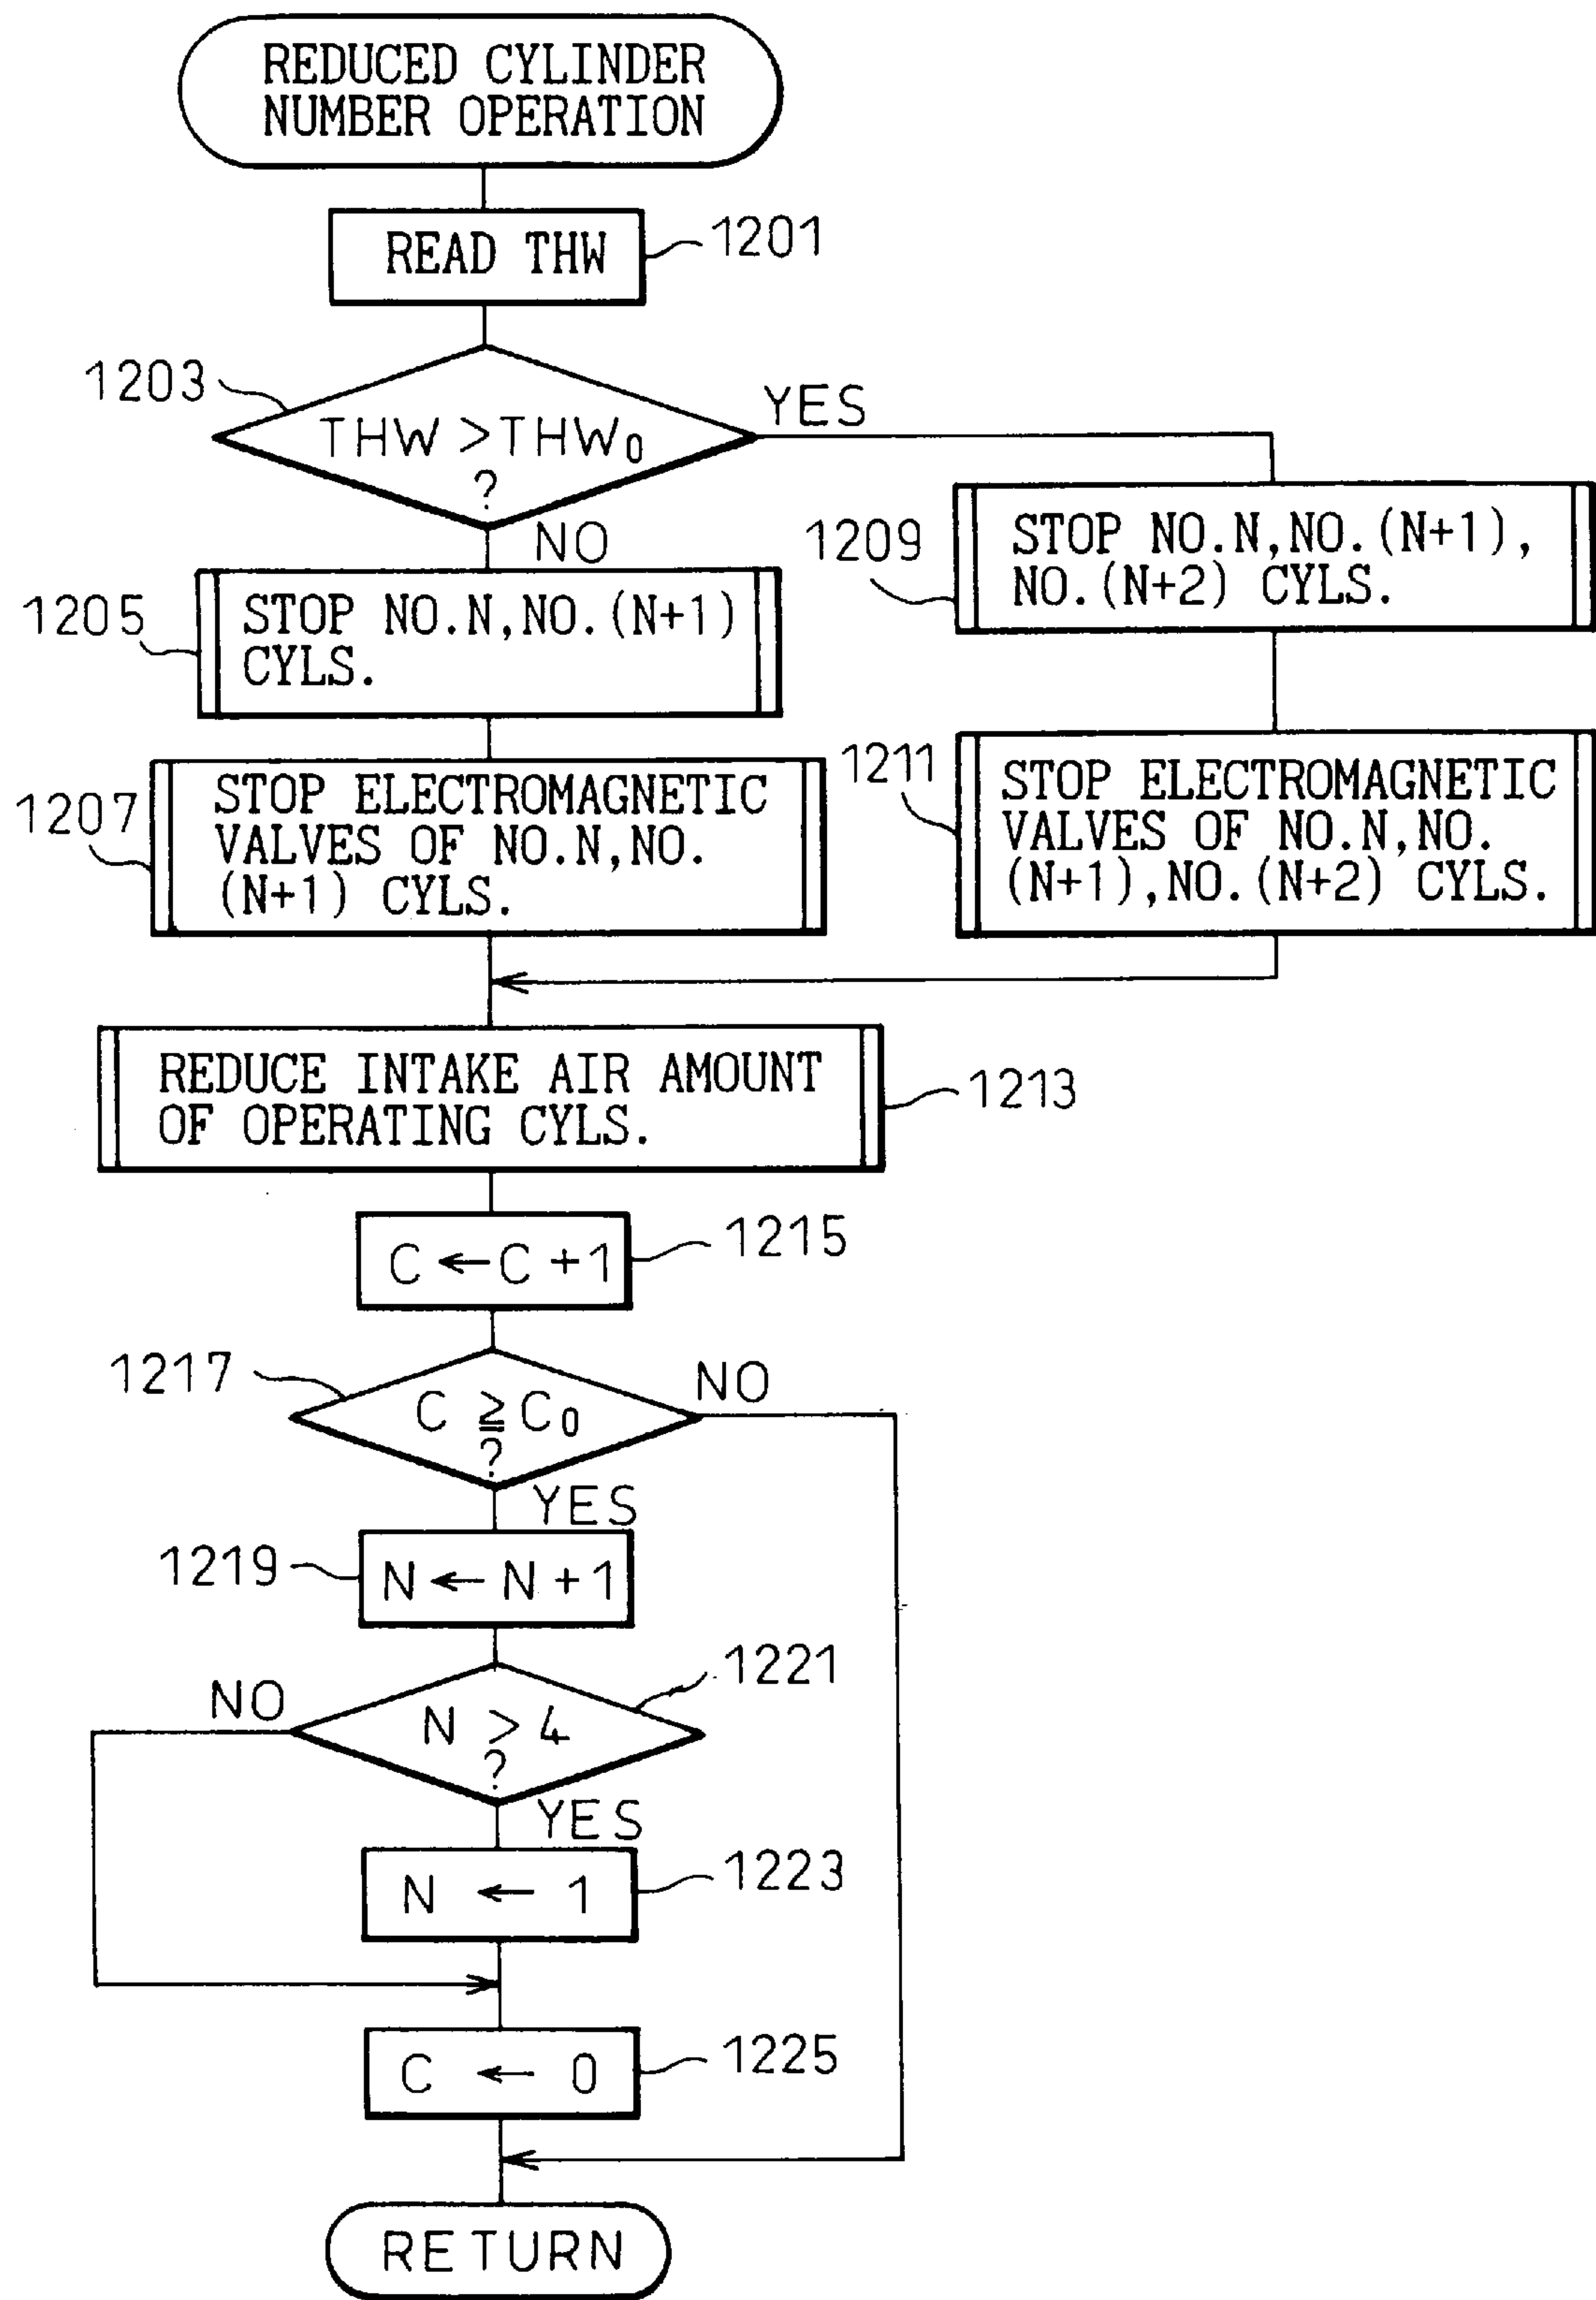 REDUCED CYLINDER
NUMBER OPERATION
READ THW
1201
1203
THW > THW₀
?
YES
NO
1205
STOP NO.N,NO.(N+1)
CYLS.
1209
STOP NO.N,NO.(N+1),
NO.(N+2) CYLS.
1207
STOP ELECTROMAGNETIC
VALVES OF NO.N,NO.
(N+1) CYLS.
1211
STOP ELECTROMAGNETIC
VALVES OF NO.N,NO.
(N+1),NO.(N+2) CYLS.
REDUCE INTAKE AIR AMOUNT
OF OPERATING CYLS.
1213
C ← C + 1
1215
1217
C ≧ C₀
?
NO
YES
1219
N ← N + 1
1221
NO
N > 4
?
YES
N ← 1
1223
C ← 0
1225
RETURN